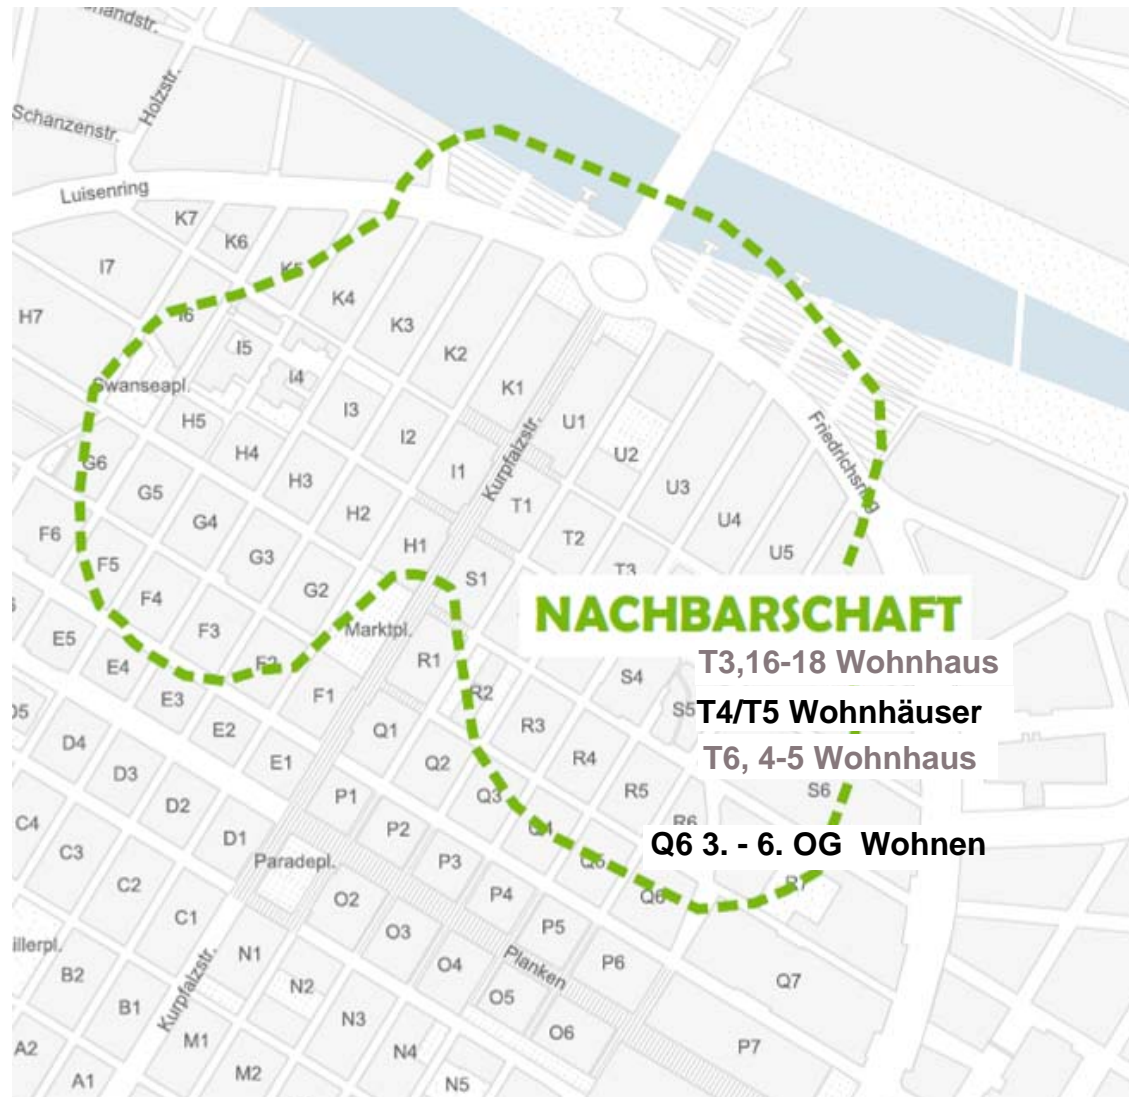 Holzstr.
Schanzenstr.
Luisenring
K7
K6
K5
I7
K4
H7
I6
K3
I5
K2
I4
Swanseapl.
K1
I3
H5
U1
I2
H4
Kurpfalzstr.
U2
G6
I1
Friedrichsring
H3
G5
U3
T1
H2
G4
U4
F6
T2
H1
U5
G3
F5
T3
S1
G2
F4
NACHBARSCHAFT
Marktpl.
F3
E5
T3,16-18 Wohnhaus
R1
F2
E4
S4
R2
F1
E3
S5
T4/T5 Wohnhäuser
R3
E2
Q1
D4
T6, 4-5 Wohnhaus
R4
E1
Q2
D3
R5
S6
Q3
P1
D2
C4
R6
P2
Q4
D1
Q6 3. - 6. OG Wohnen
C3
Paradepl.
P3
Q5
C2
R7
P4
Q6
O2
C1
P5
O3
illerpl.
N1
Planken
P6
O4
B2
Q7
N2
Kurpfalzstr.
O5
B1
N3
O6
M1
A2
N4
P7
M2
A1
N5